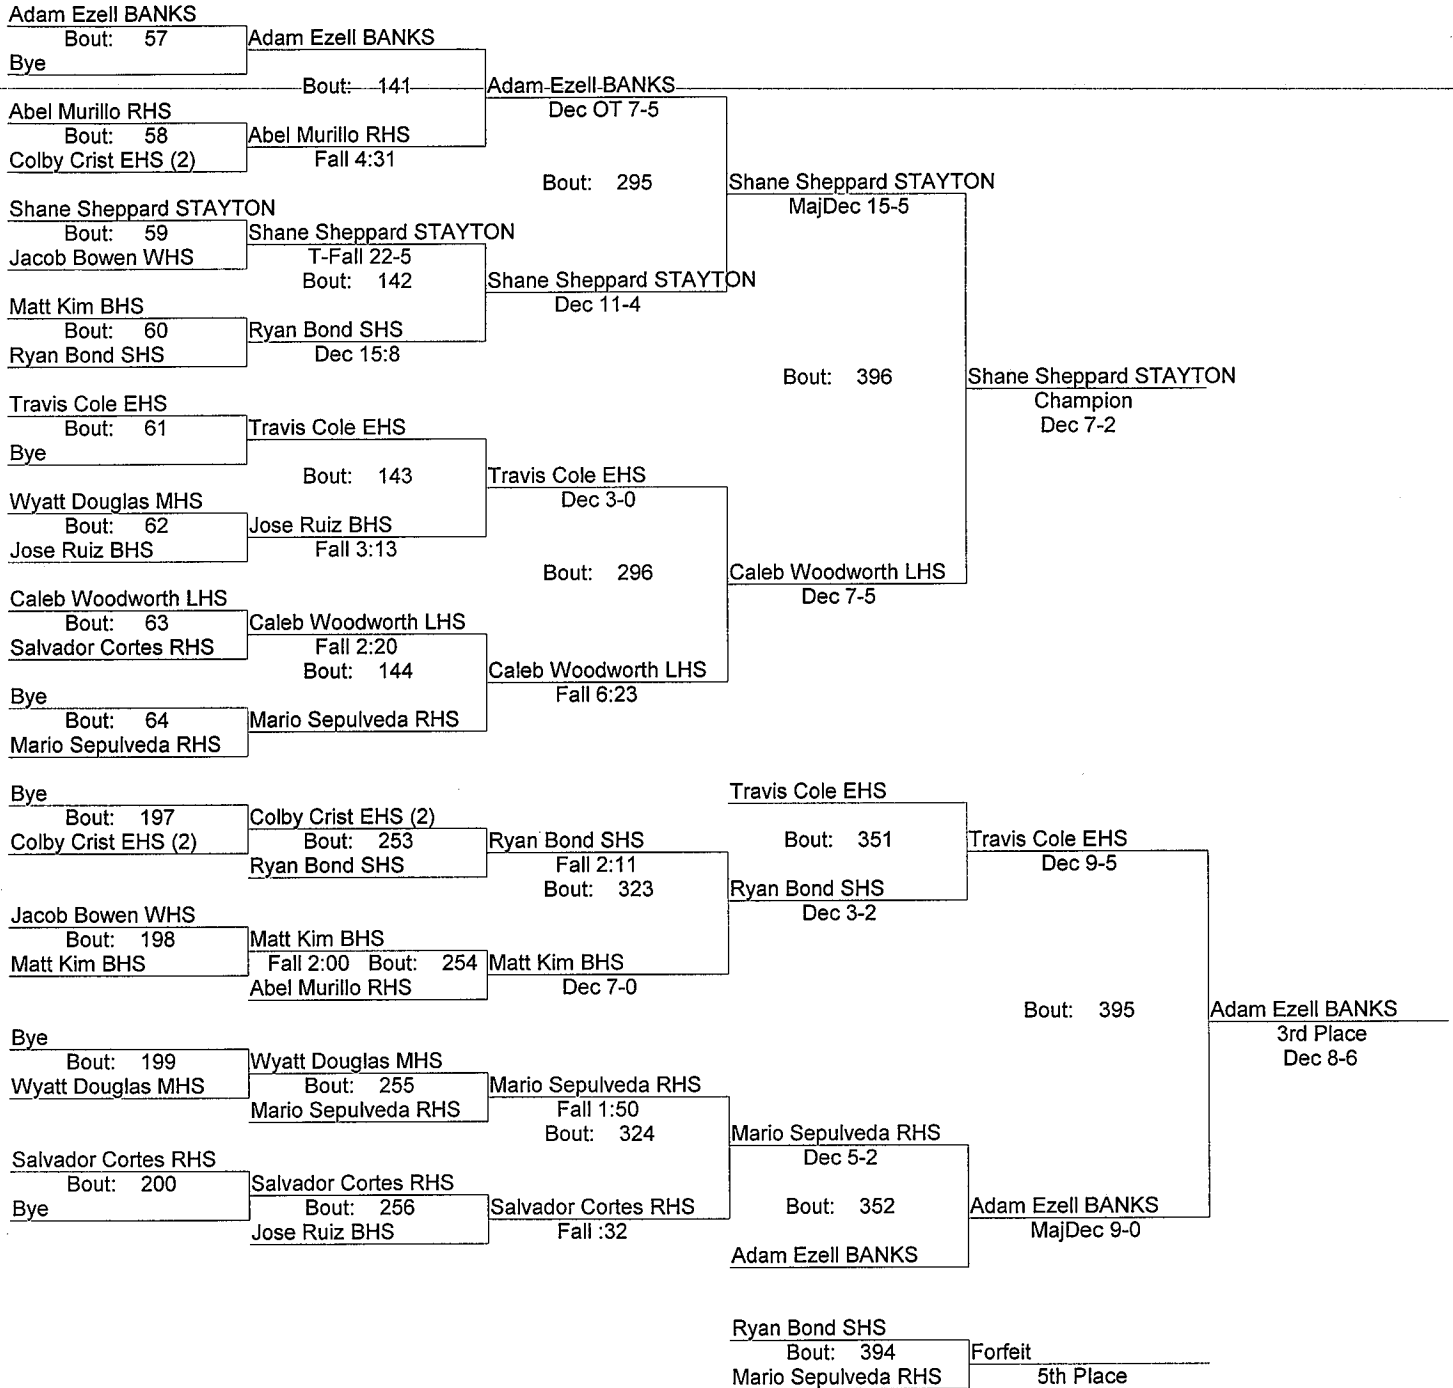 Adam Ezell BANKS
Bout: 57
Adam Ezell BANKS
Bye
Bout: 141
Adam Ezell BANKS
Dec OT 7-5
Abel Murillo RHS
Bout: 58
Abel Murillo RHS
Colby Crist EHS (2)
Fall 4:31
Bout: 295
Shane Sheppard STAYTON
MajDec 15-5
Shane Sheppard STAYTON
Bout: 59
Shane Sheppard STAYTON
Jacob Bowen WHS
T-Fall 22-5
Bout: 142
Shane Sheppard STAYTON
Dec 11-4
Matt Kim BHS
Bout: 60
Ryan Bond SHS
Ryan Bond SHS
Dec 15:8
Bout: 396
Shane Sheppard STAYTON
Champion
Dec 7-2
Travis Cole EHS
Bout: 61
Travis Cole EHS
Bye
Bout: 143
Travis Cole EHS
Dec 3-0
Wyatt Douglas MHS
Bout: 62
Jose Ruiz BHS
Jose Ruiz BHS
Fall 3:13
Bout: 296
Caleb Woodworth LHS
Dec 7-5
Caleb Woodworth LHS
Bout: 63
Caleb Woodworth LHS
Salvador Cortes RHS
Fall 2:20
Bout: 144
Caleb Woodworth LHS
Fall 6:23
Bye
Bout: 64
Mario Sepulveda RHS
Mario Sepulveda RHS
Bye
Bout: 197
Colby Crist EHS (2)
Colby Crist EHS (2)
Bout: 253
Ryan Bond SHS
Ryan Bond SHS
Fall 2:11
Bout: 323
Travis Cole EHS
Bout: 351
Travis Cole EHS
Dec 9-5
Ryan Bond SHS
Dec 3-2
Jacob Bowen WHS
Bout: 198
Matt Kim BHS
Matt Kim BHS
Fall 2:00 Bout: 254
Matt Kim BHS
Abel Murillo RHS
Dec 7-0
Bout: 395
Adam Ezell BANKS
3rd Place
Dec 8-6
Bye
Bout: 199
Wyatt Douglas MHS
Wyatt Douglas MHS
Bout: 255
Mario Sepulveda RHS
Mario Sepulveda RHS
Fall 1:50
Bout: 324
Mario Sepulveda RHS
Dec 5-2
Salvador Cortes RHS
Bout: 200
Salvador Cortes RHS
Bye
Bout: 256
Salvador Cortes RHS
Jose Ruiz BHS
Fall :32
Bout: 352
Adam Ezell BANKS
MajDec 9-0
Adam Ezell BANKS
Ryan Bond SHS
Bout: 394
Forfeit
Mario Sepulveda RHS
5th Place